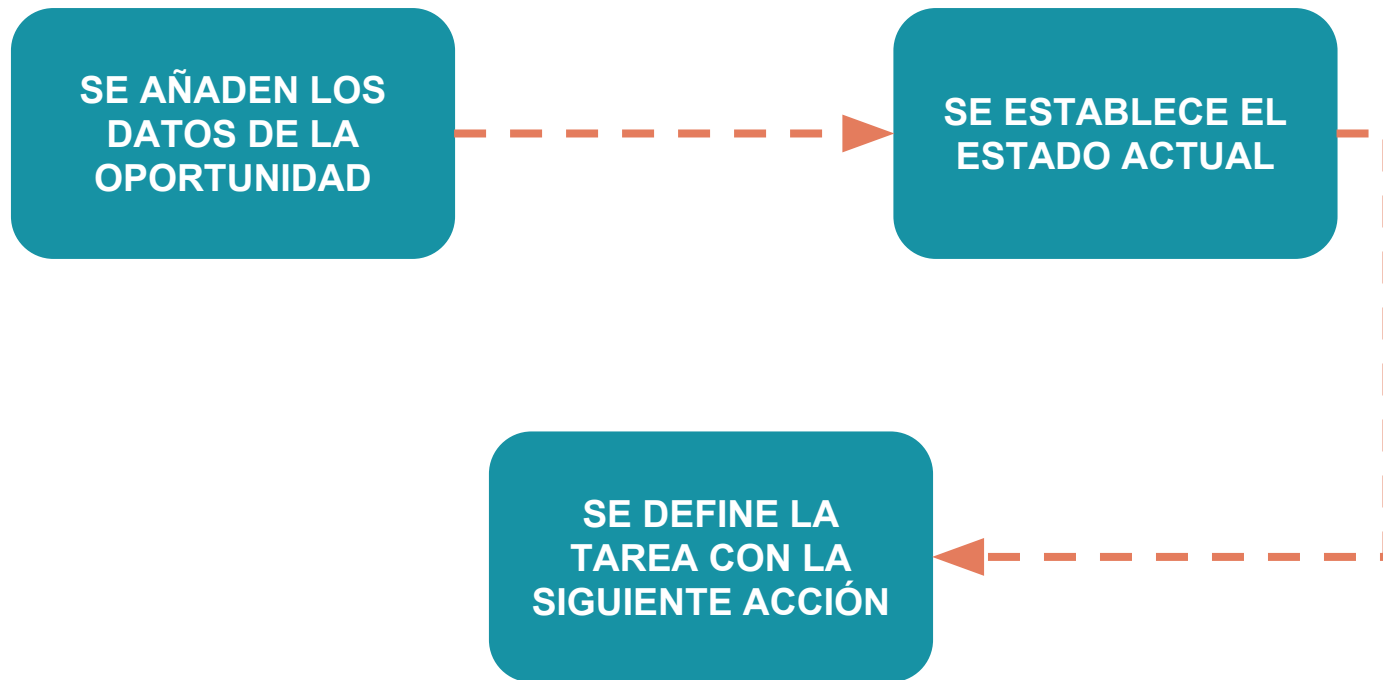 SE AÑADEN LOS
DATOS DE LA
OPORTUNIDAD
SE ESTABLECE EL
ESTADO ACTUAL
SE DEFINE LA
TAREA CON LA
SIGUIENTE ACCIÓN